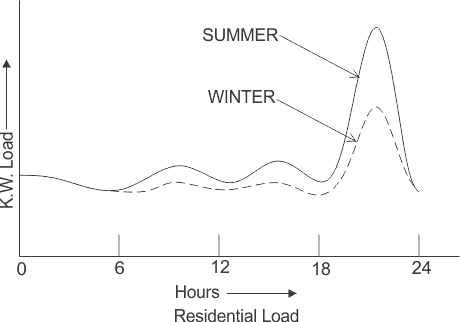 SUMMER
WINTER
K.W. Load
0 6 12 18 24
Hours
Residential Load